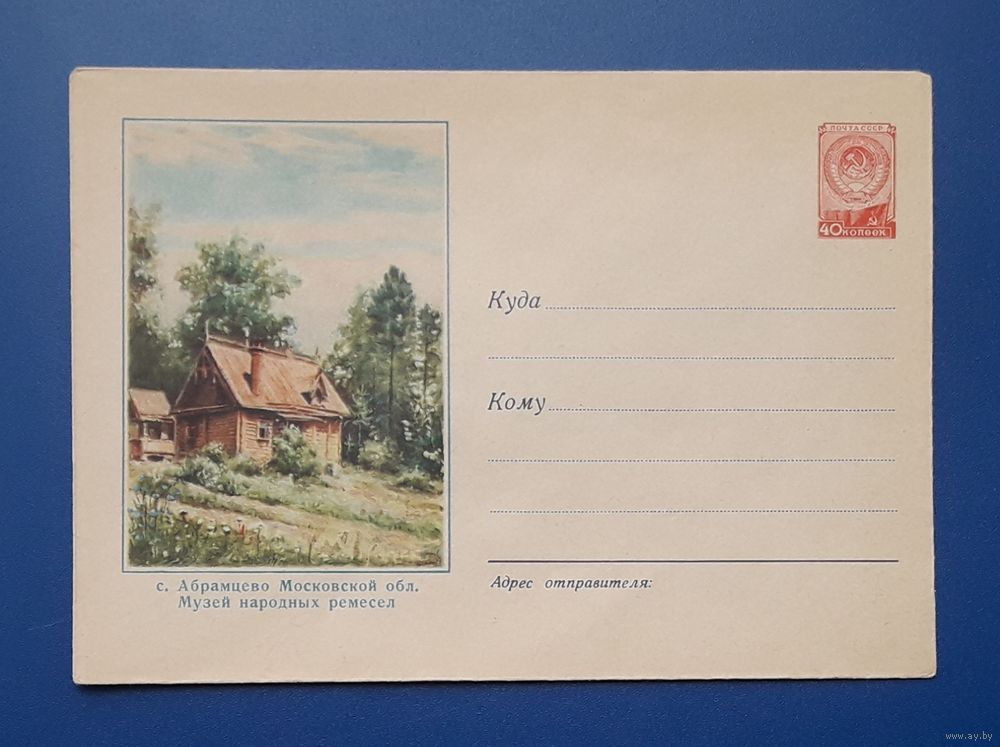 ПОЧТА СССР
40 КОПЕЕК
Куда
Кому
Адрес отправителя:
с. Абрамцево Московской обл.
Музей народных ремесел
www.ay.by